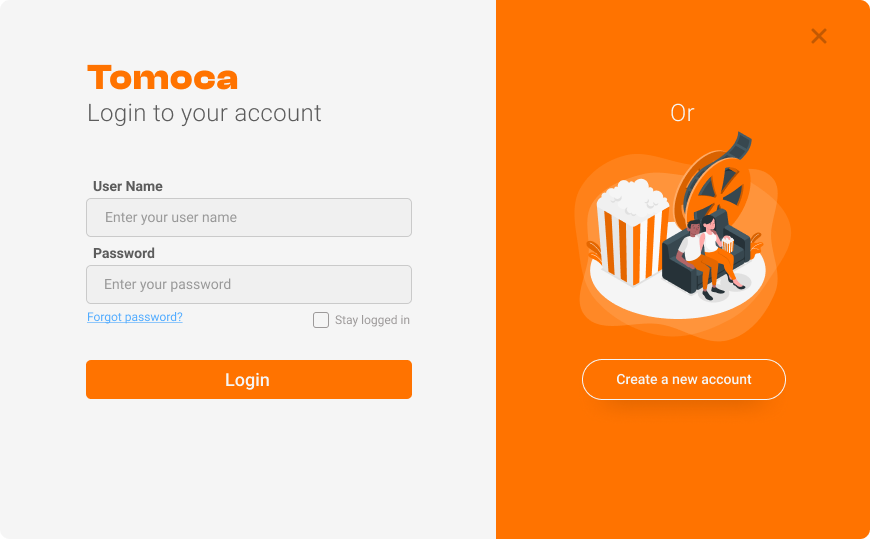 Tomoca
Login to your account
User Name
Enter your user name
Password
Enter your password
Forgot password?
Stay logged in
Login
Or
Create a new account